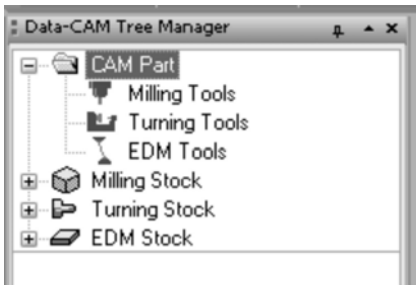 Data-CAM Tree Manager
CAM Part
Milling Tools
Turning Tools
EDM Tools
Milling Stock
Turning Stock
EDM Stock